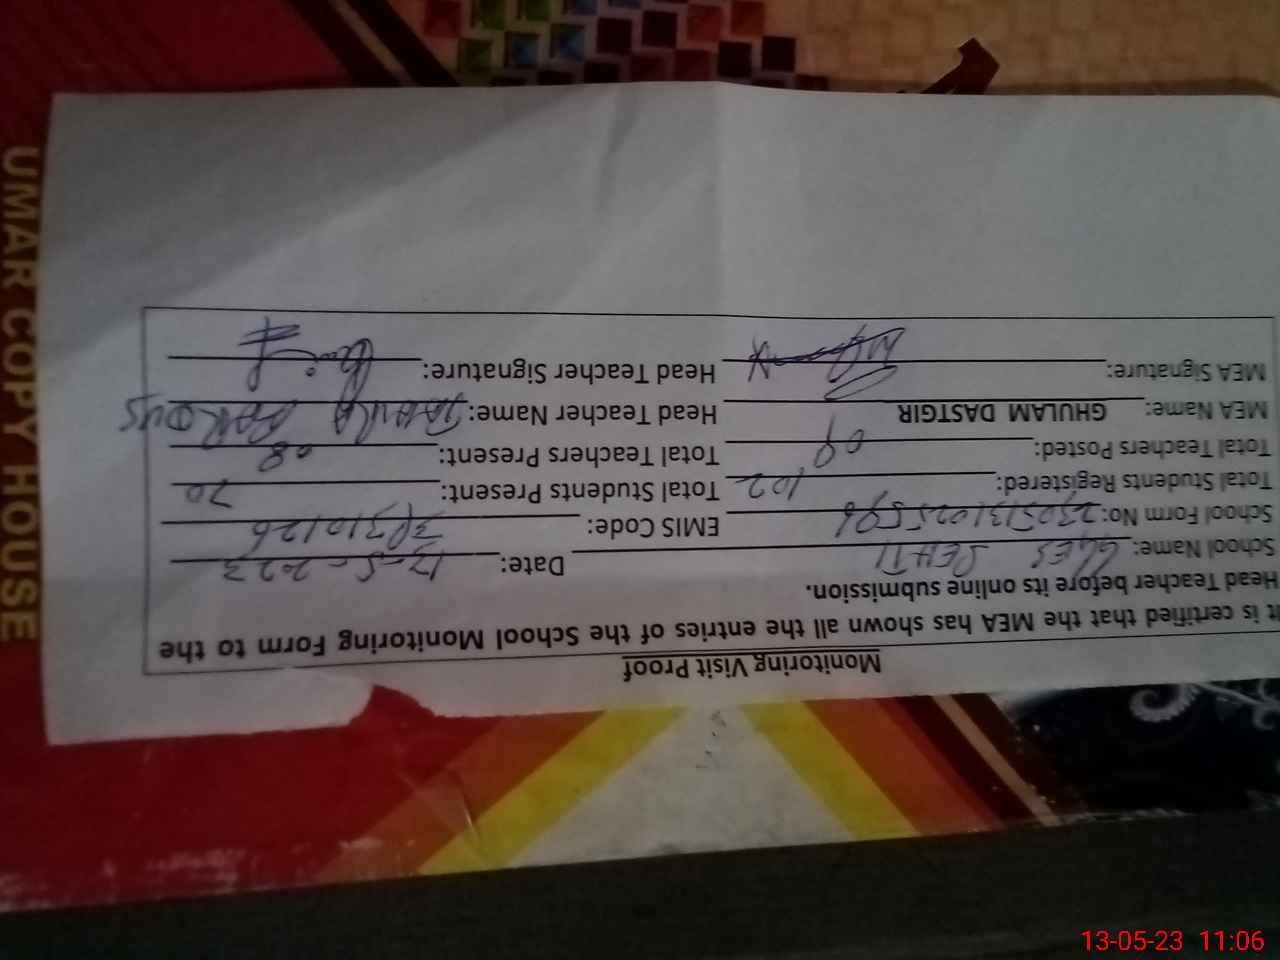 Monitoring Visit Proof
It is certified that the MEA has shown all the entries of the School Monitoring Form to the
Head Teacher before its online submission.
School Name: GGES Date: 13-5-2023
School Form No: EMIS Code: 37310126
Total Students Registered: 102 Total Students Present: 70
Total Teachers Posted: 09 Total Teachers Present: 08
MEA Name: GHULAM DASTGIR Head Teacher Name:
MEA Signature: Head Teacher Signature:
UMAR COPY HOUSE
13-05-23 11:06